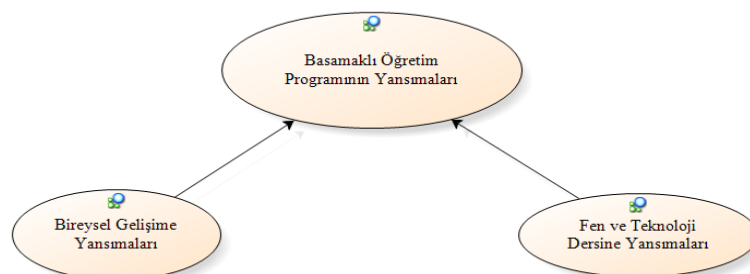 Basamaklı Öğretim
Programının Yansımaları
Bireysel Gelişime
Yansımaları
Fen ve Teknoloji
Dersine Yansımaları